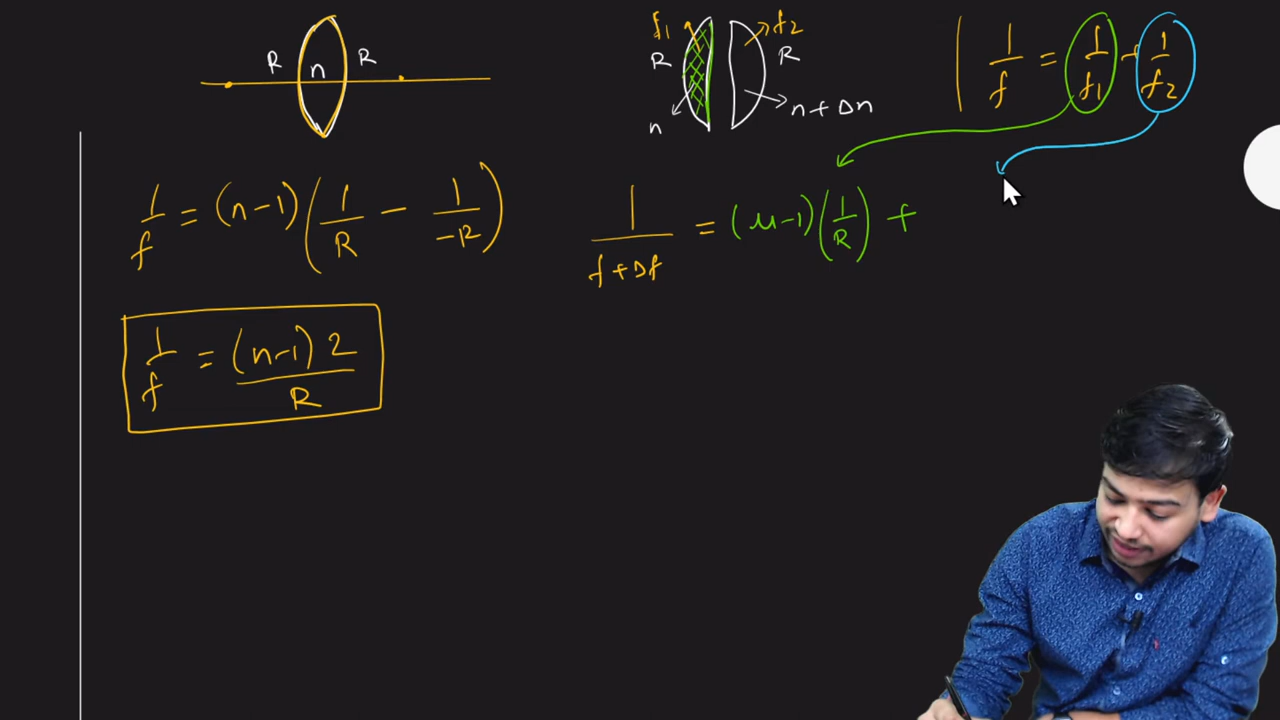 R n R
1/f = (n-1)(1/R - 1/-R)
1/f = (n-1) 2/R
f1 f2
R R
n n + Δn
1/f = 1/f1 + 1/f2
1/(f+Δf) = (μ-1)(1/R) +